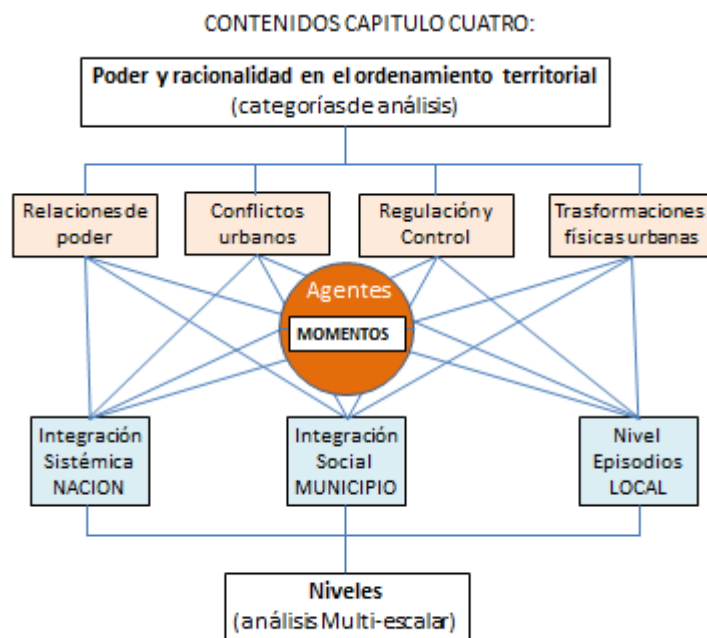 CONTENIDOS CAPITULO CUATRO:
Poder y racionalidad en el ordenamiento territorial
(categorías de análisis)
Relaciones de
poder
Conflictos
urbanos
Regulación y
Control
Trasformaciones
físicas urbanas
Agentes
MOMENTOS
Integración
Sistémica
NACION
Integración
Social
MUNICIPIO
Nivel
Episodios
LOCAL
Niveles
(análisis Multi-escalar)